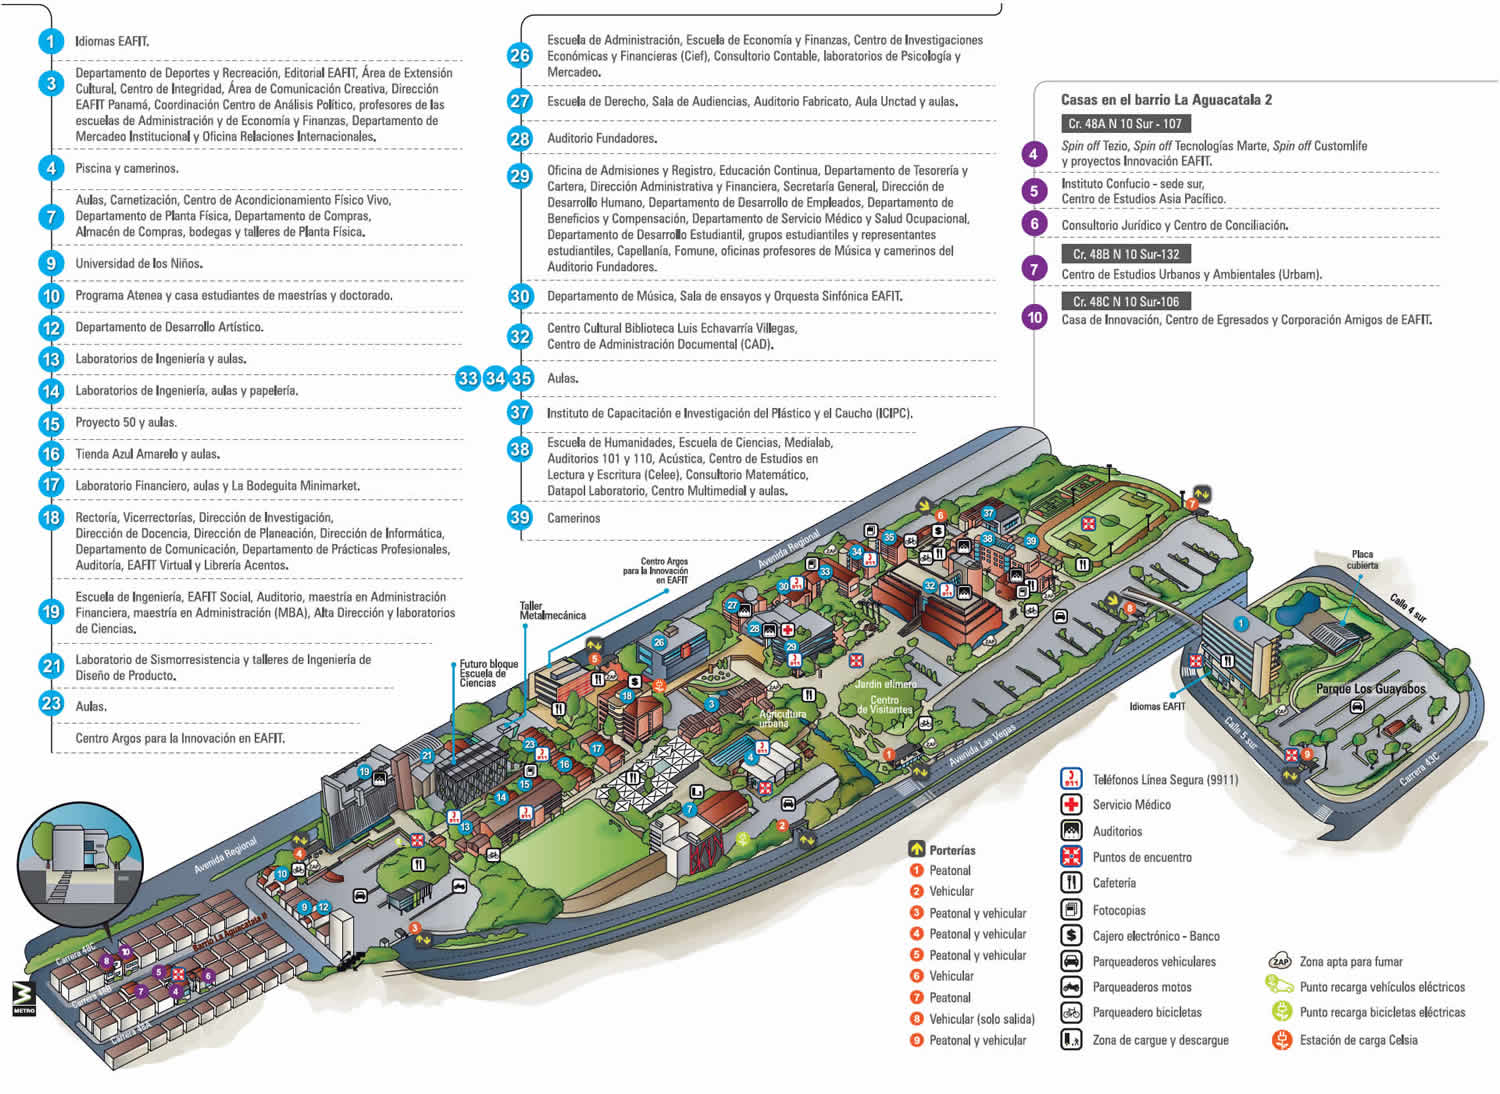 1 Idiomas EAFIT.
3 Departamento de Deportes y Recreación, Editorial EAFIT, Área de Extensión
Cultural, Centro de Integridad, Área de Comunicación Creativa, Dirección
EAFIT Panamá, Coordinación Centro de Análisis Político, profesores de las
escuelas de Administración y de Economía y Finanzas, Departamento de
Mercadeo Institucional y Oficina Relaciones Internacionales.
4 Piscina y camerinos.
7 Aulas, Carnetización, Centro de Acondicionamiento Físico Vivo,
Departamento de Planta Física, Departamento de Compras,
Almacén de Compras, bodegas y talleres de Planta Física.
9 Universidad de los Niños.
10 Programa Atenea y casa estudiantes de maestrías y doctorado.
12 Departamento de Desarrollo Artístico.
13 Laboratorios de Ingeniería y aulas.
14 Laboratorios de Ingeniería, aulas y papelería.
15 Proyecto 50 y aulas.
16 Tienda Azul Amarelo y aulas.
17 Laboratorio Financiero, aulas y La Bodeguita Minimarket.
18 Rectoría, Vicerrectorías, Dirección de Investigación,
Dirección de Docencia, Dirección de Planeación, Dirección de Informática,
Departamento de Comunicación, Departamento de Prácticas Profesionales,
Auditoría, EAFIT Virtual y Librería Acentos.
19 Escuela de Ingeniería, EAFIT Social, Auditorio, maestría en Administración
Financiera, maestría en Administración (MBA), Alta Dirección y laboratorios
de Ciencias.
21 Laboratorio de Sismorresistencia y talleres de Ingeniería de
Diseño de Producto.
23 Aulas.
Centro Argos para la Innovación en EAFIT.
26 Escuela de Administración, Escuela de Economía y Finanzas, Centro de Investigaciones
Económicas y Financieras (Cief), Consultorio Contable, laboratorios de Psicología y
Mercadeo.
27 Escuela de Derecho, Sala de Audiencias, Auditorio Fabricato, Aula Unctad y aulas.
28 Auditorio Fundadores.
29 Oficina de Admisiones y Registro, Educación Continua, Departamento de Tesorería y
Cartera, Dirección Administrativa y Financiera, Secretaría General, Dirección de
Desarrollo Humano, Departamento de Desarrollo de Empleados, Departamento de
Beneficios y Compensación, Departamento de Servicio Médico y Salud Ocupacional,
Departamento de Desarrollo Estudiantil, grupos estudiantiles y representantes
estudiantiles, Capellanía, Fomune, oficinas profesores de Música y camerinos del
Auditorio Fundadores.
30 Departamento de Música, Sala de ensayos y Orquesta Sinfónica EAFIT.
32 Centro Cultural Biblioteca Luis Echavarría Villegas,
Centro de Administración Documental (CAD).
33 34 35 Aulas.
37 Instituto de Capacitación e Investigación del Plástico y el Caucho (ICIPC).
38 Escuela de Humanidades, Escuela de Ciencias, Medialab,
Auditorios 101 y 110, Acústica, Centro de Estudios en
Lectura y Escritura (Celee), Consultorio Matemático,
Datapol Laboratorio, Centro Multimedial y aulas.
39 Camerinos
Casas en el barrio La Aguacatala 2
Cr. 48A N 10 Sur - 107
4 Spin off Tezio, Spin off Tecnologías Marte, Spin off Customlife
y proyectos Innovación EAFIT.
5 Instituto Confucio - sede sur,
Centro de Estudios Asia Pacífico.
6 Consultorio Jurídico y Centro de Conciliación.
Cr. 48B N 10 Sur-132
7 Centro de Estudios Urbanos y Ambientales (Urbam).
Cr. 48C N 10 Sur-106
10 Casa de Innovación, Centro de Egresados y Corporación Amigos de EAFIT.
Avenida Regional
Centro Argos
para la Innovación
en EAFIT
Taller
Metalmecánica
Futuro bloque
Escuela de
Ciencias
Jardín elímero
Centro
de Visitantes
Agricultura
urbana
Avenida Las Vegas
Avenida Regional
Placa
cubierta
Calle 4 sur
Parque Los Guayabos
Idiomas EAFIT
Calle 5 sur
Carrera 43C
Barrio La Aguacatala II
Carrera 48C
Carrera 48B
Carrera 48A
METRO
Porterías
1 Peatonal
2 Vehicular
3 Peatonal y vehicular
4 Peatonal y vehicular
5 Peatonal y vehicular
6 Vehicular
7 Peatonal
8 Vehicular (solo salida)
9 Peatonal y vehicular
Teléfonos Línea Segura (9911)
Servicio Médico
Auditorios
Puntos de encuentro
Cafetería
Fotocopias
Cajero electrónico - Banco
Parqueaderos vehiculares
Parqueaderos motos
Parqueadero bicicletas
Zona de cargue y descargue
ZAP Zona apta para fumar
Punto recarga vehículos eléctricos
Punto recarga bicicletas eléctricas
Estación de carga Celsia